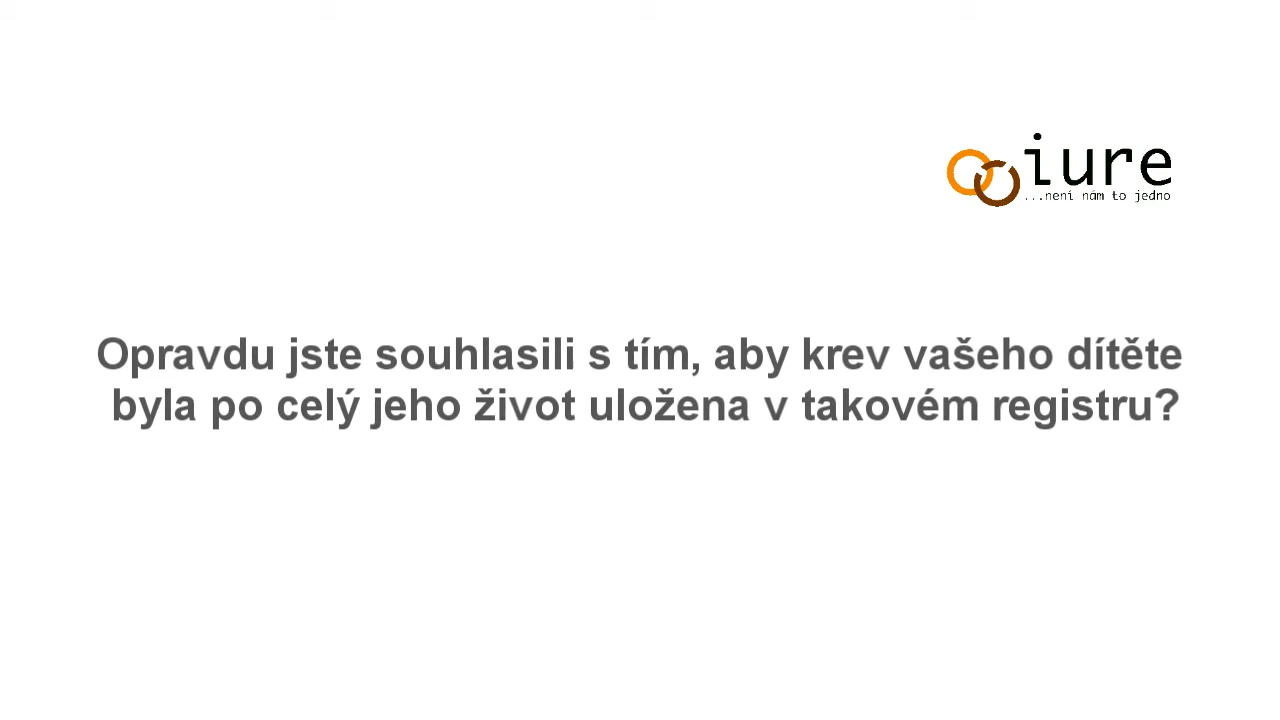 iure
...není nám to jedno
Opravdu jste souhlasili s tím, aby krev vašeho dítěte
byla po celý jeho život uložena v takovém registru?